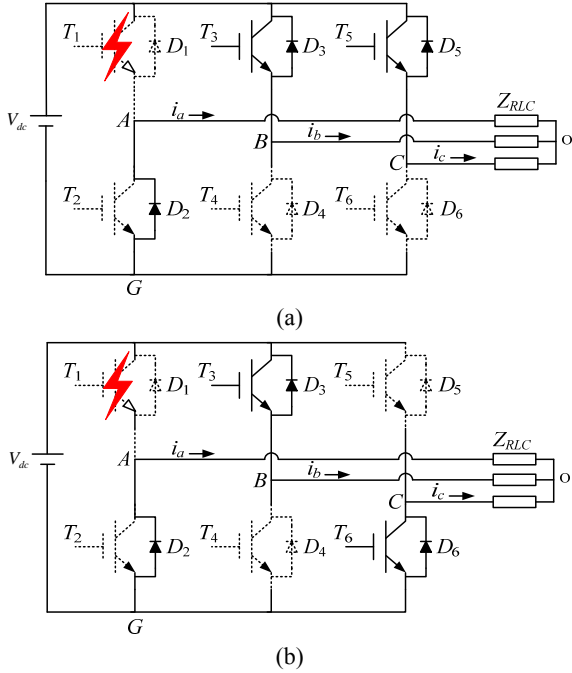 T1 D1 T3 D3 T5 D5
Vdc A ia B ib C ic ZRLC O
T2 D2 T4 D4 T6 D6
G
(a)
T1 D1 T3 D3 T5 D5
Vdc A ia B ib C ic ZRLC O
T2 D2 T4 D4 T6 D6
G
(b)